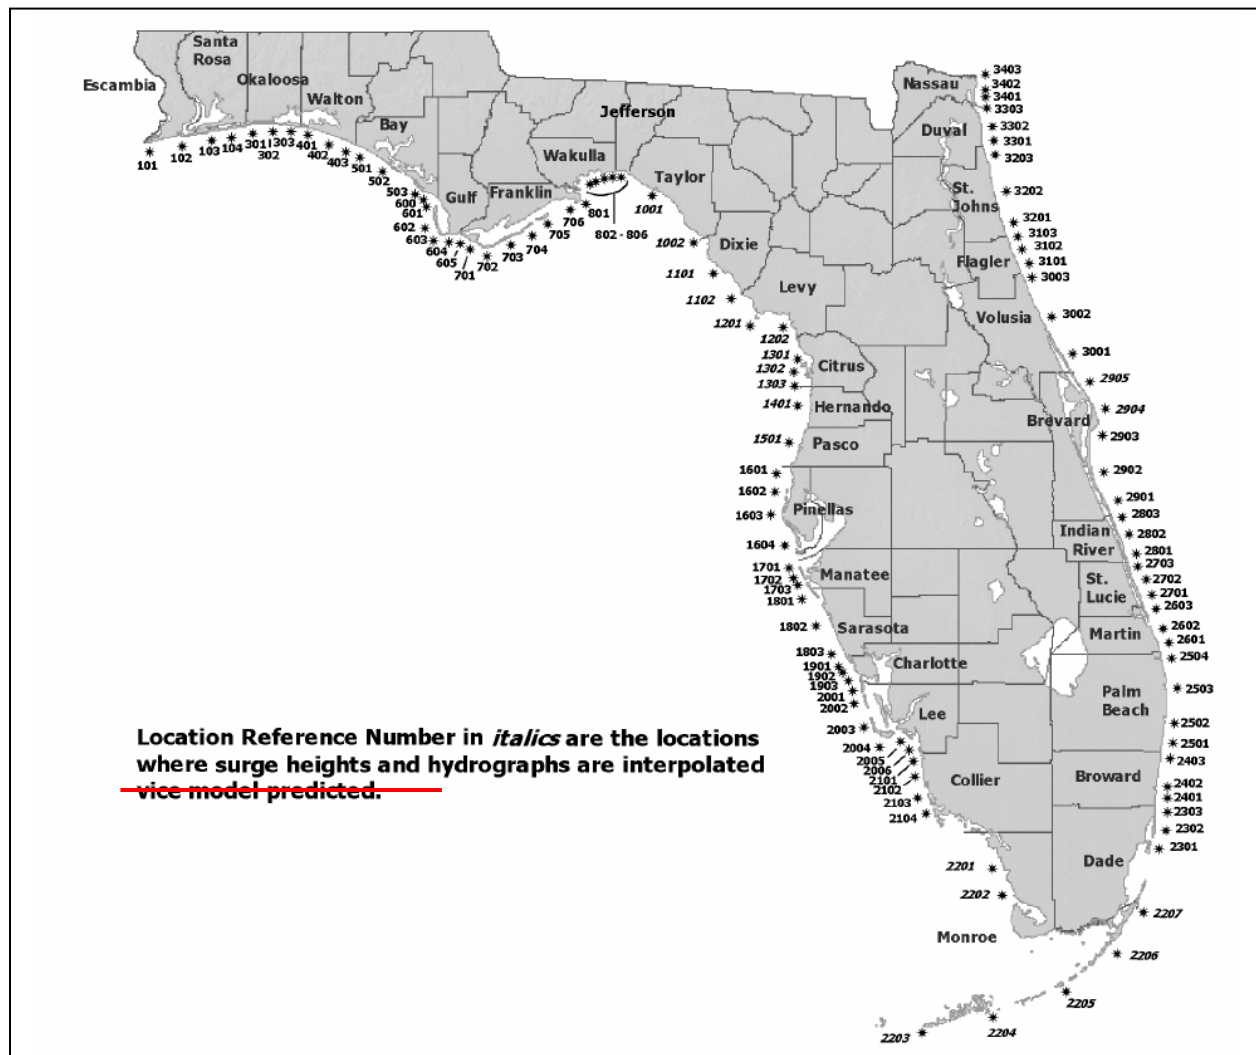 Santa
Rosa
Escambia
Okaloosa
Walton
Bay
Jefferson
Wakulla
Gulf
Franklin
Taylor
Dixie
Levy
Nassau
Duval
St.
Johns
Flagler
Volusia
Citrus
Hernando
Pasco
Brevard
Pinellas
Indian
River
Manatee
St.
Lucie
Sarasota
Martin
Charlotte
Palm
Beach
Lee
Collier
Broward
Dade
Monroe
101
102
103
104
301
302
303
401
402
403
501
502
503
600
601
602
603
604
605
701
702
703
704
705
706
801
802 - 806
1001
1002
1101
1102
1201
1202
1301
1302
1303
1401
1501
1601
1602
1603
1604
1701
1702
1703
1801
1802
1803
1901
1902
1903
2001
2002
2003
2004
2005
2006
2101
2102
2103
2104
2201
2202
2203
2204
2205
2206
2207
3403
3402
3401
3303
3302
3301
3203
3202
3201
3103
3102
3101
3003
3002
3001
2905
2904
2903
2902
2901
2803
2802
2801
2703
2702
2701
2603
2602
2601
2504
2503
2502
2501
2403
2402
2401
2303
2302
2301
Location Reference Number in italics are the locations
where surge heights and hydrographs are interpolated
vice model predicted.